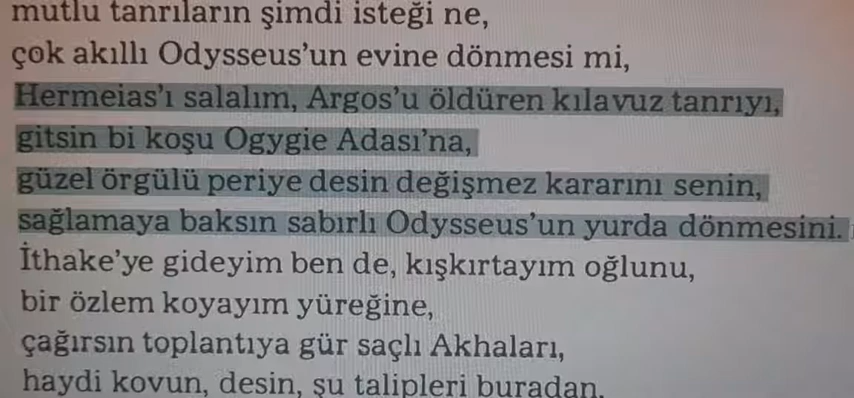 mutlu tanrıların şimdi isteği ne,
çok akıllı Odysseus'un evine dönmesi mi,
Hermeias'ı salalım, Argos'u öldüren kılavuz tanrıyı,
gitsin bi koşu Ogygie Adası'na,
güzel örgülü periye desin değişmez kararını senin,
sağlamaya baksın sabırlı Odysseus'un yurda dönmesini.
İthake'ye gideyim ben de, kışkırtayım oğlunu,
bir özlem koyayım yüreğine,
çağırsın toplantıya gür saçlı Akhaları,
haydi kovun, desin, şu talipleri buradan.